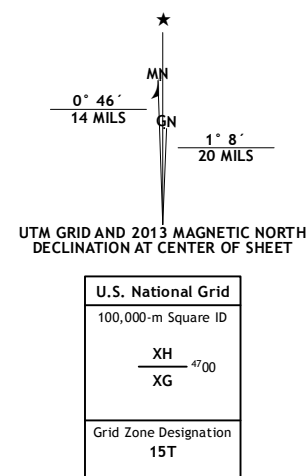 ★
MN
0° 46´
14 MILS
GN
1° 8´
20 MILS
UTM GRID AND 2013 MAGNETIC NORTH
DECLINATION AT CENTER OF SHEET
U.S. National Grid
100,000-m Square ID
XH
4700
XG
Grid Zone Designation
15T